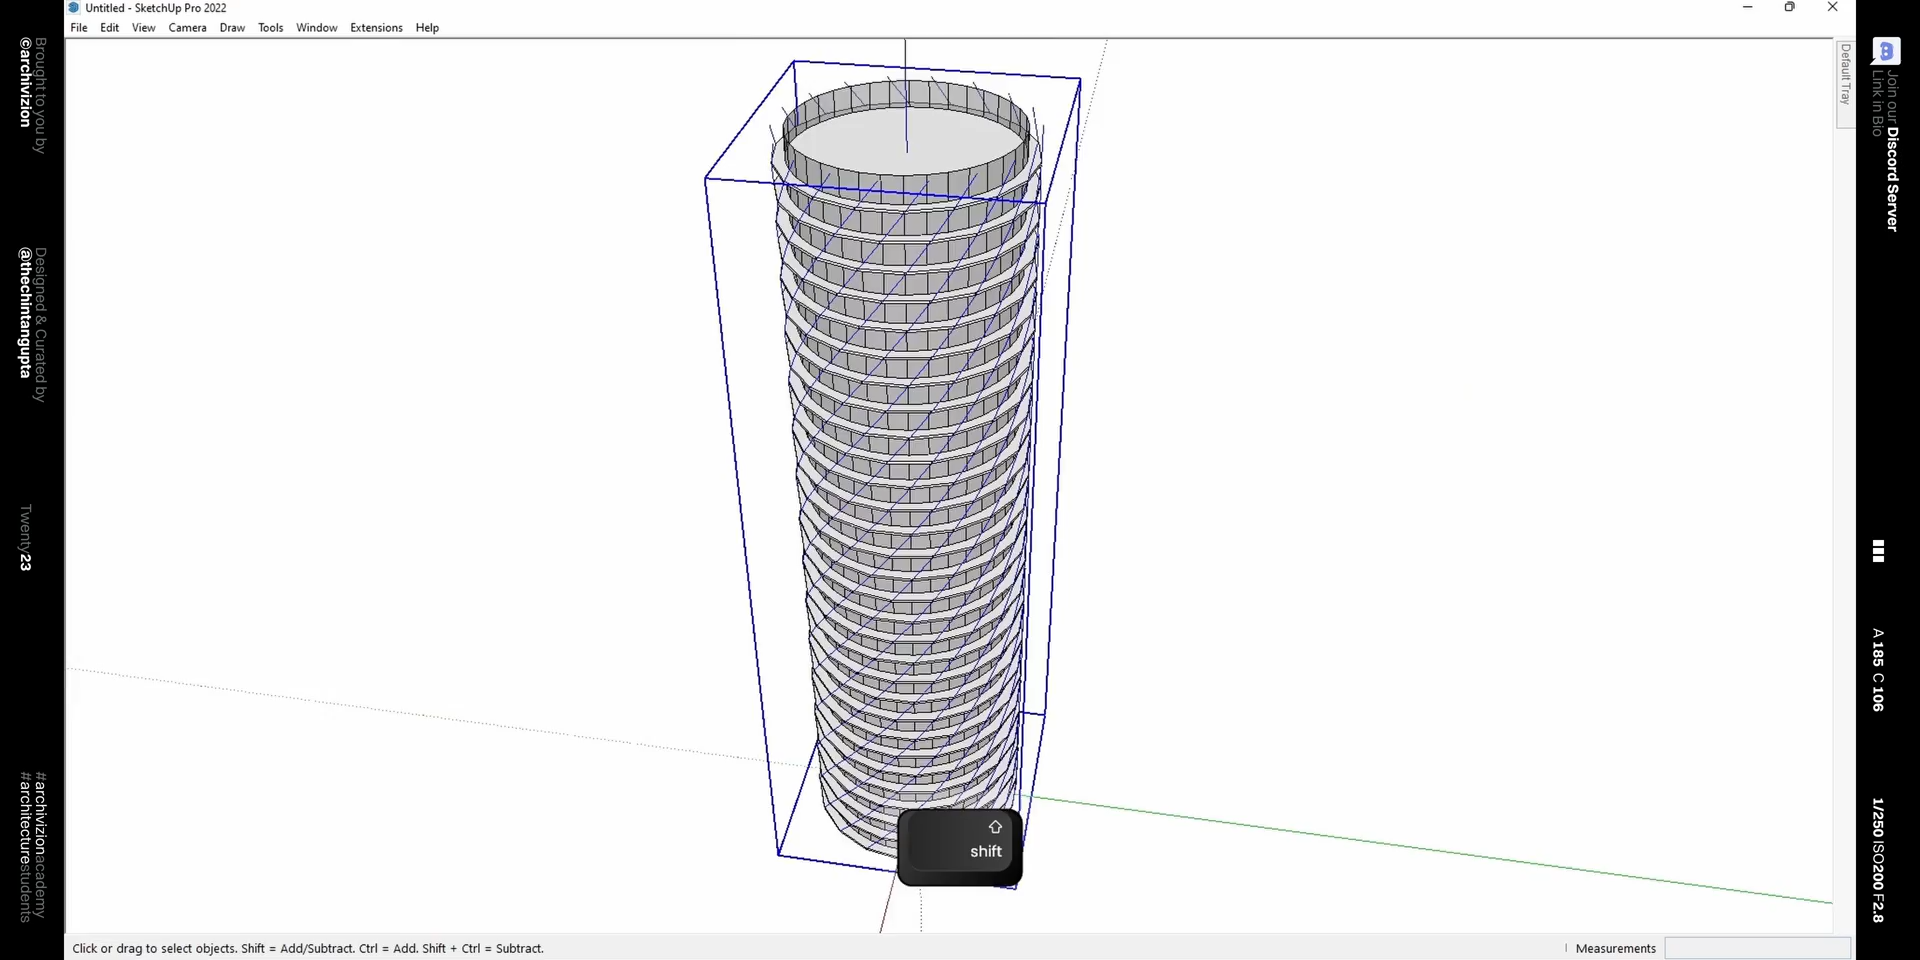 Untitled - SketchUp Pro 2022
File Edit View Camera Draw Tools Window Extensions Help
Default Tray
Brought to you by
@archivizion
Designed & Curated by
@thechintangupta
Twenty23
#archivizionacademy
#architecturestudents
Join our Discord Server
Link in Bio
A 185 C 106
1/250 ISO200 F2.8
shift
Click or drag to select objects. Shift = Add/Subtract. Ctrl = Add. Shift + Ctrl = Subtract.
Measurements